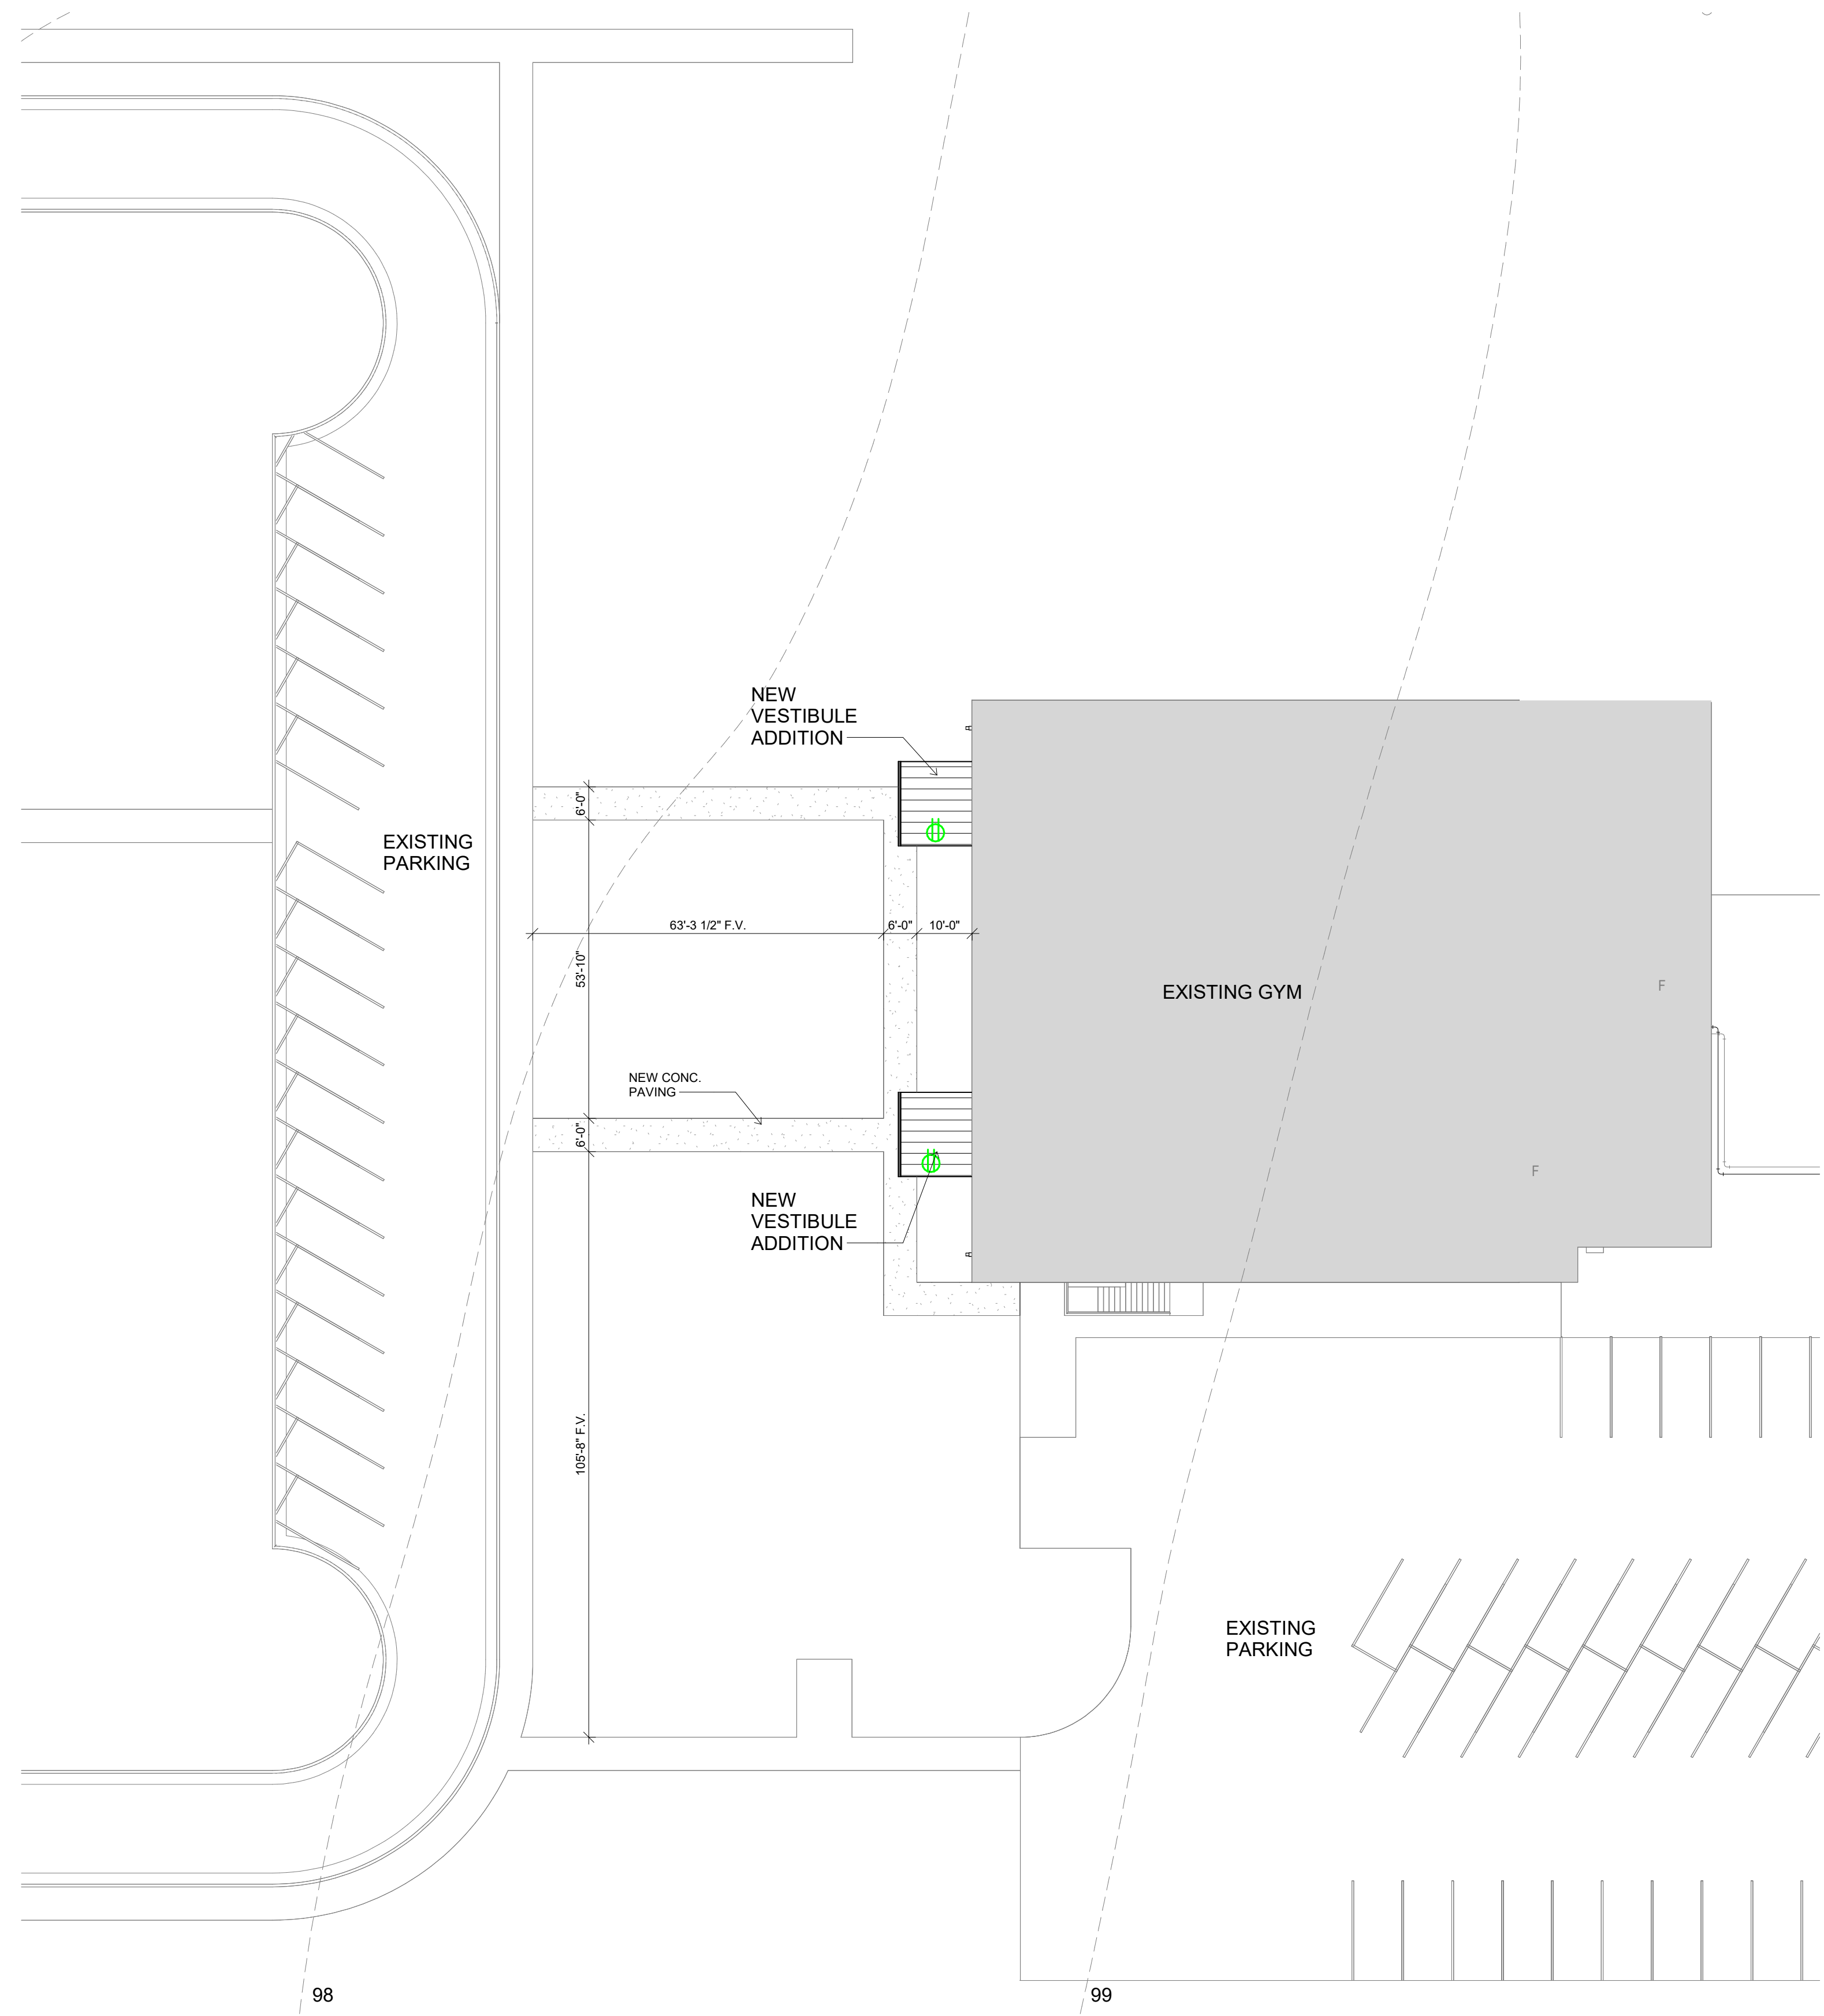 NEW
VESTIBULE
ADDITION
6'-0"
EXISTING
PARKING
63'-3 1/2" F.V.
6'-0"
10'-0"
53'-10"
EXISTING GYM
F
NEW CONC.
PAVING
6'-0"
F
NEW
VESTIBULE
ADDITION
105'-8" F.V.
EXISTING
PARKING
98
99